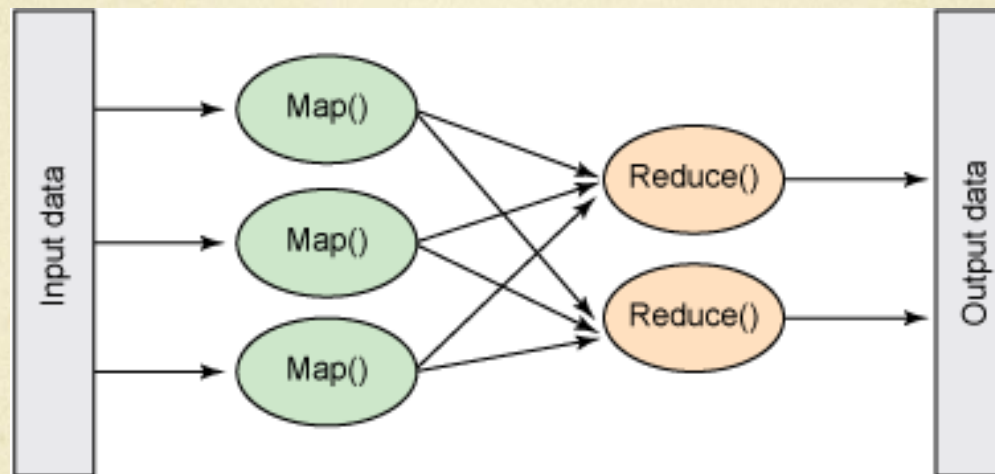 Input data
Map()
Map()
Map()
Reduce()
Reduce()
Output data